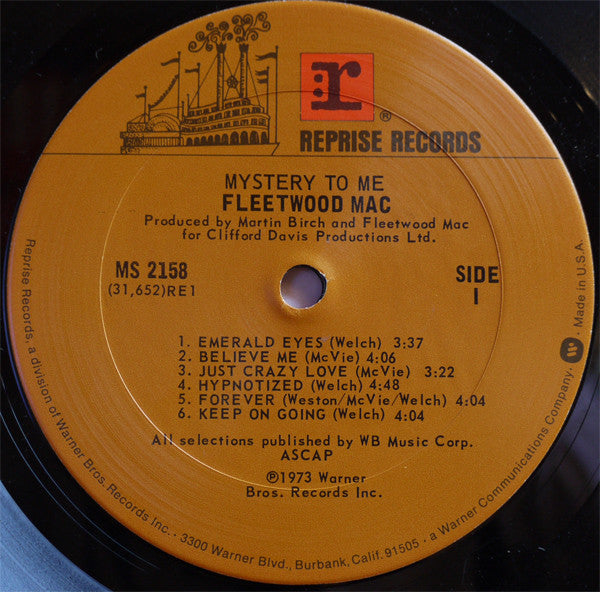 r®
REPRISE RECORDS
MYSTERY TO ME
FLEETWOOD MAC
Produced by Martin Birch and Fleetwood Mac
for Clifford Davis Productions Ltd.
MS 2158
(31,652)RE1
SIDE
1
1. EMERALD EYES (Welch) 3:37
2. BELIEVE ME (McVie) 4:06
3. JUST CRAZY LOVE (McVie) 3:22
4. HYPNOTIZED (Welch) 4:48
5. FOREVER (Weston/McVie/Welch) 4:04
6. KEEP ON GOING (Welch) 4:04
All selections published by WB Music Corp.
ASCAP
℗1973 Warner
Bros. Records Inc.
Reprise Records, a division of Warner Bros. Records Inc. · 3300 Warner Blvd., Burbank, Calif. 91505 · a Warner Communications Company · Made in U.S.A.